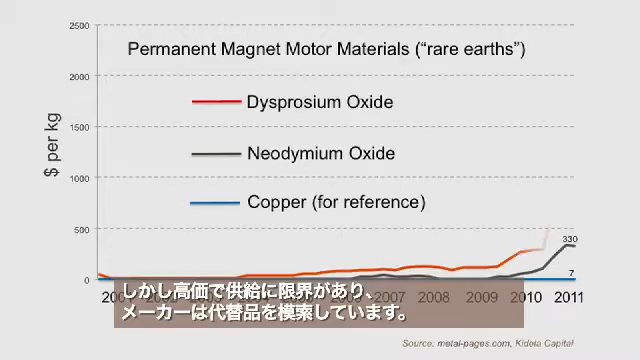 2500
Permanent Magnet Motor Materials ("rare earths")
2000
Dysprosium Oxide
1500
$ per kg
Neodymium Oxide
1000
Copper (for reference)
500
330
7
0
2006 2007 2008 2009 2010 2011
しかし高価で供給に限界があり、
メーカーは代替品を模索しています。
Source: metal-pages.com, Kidela Capital